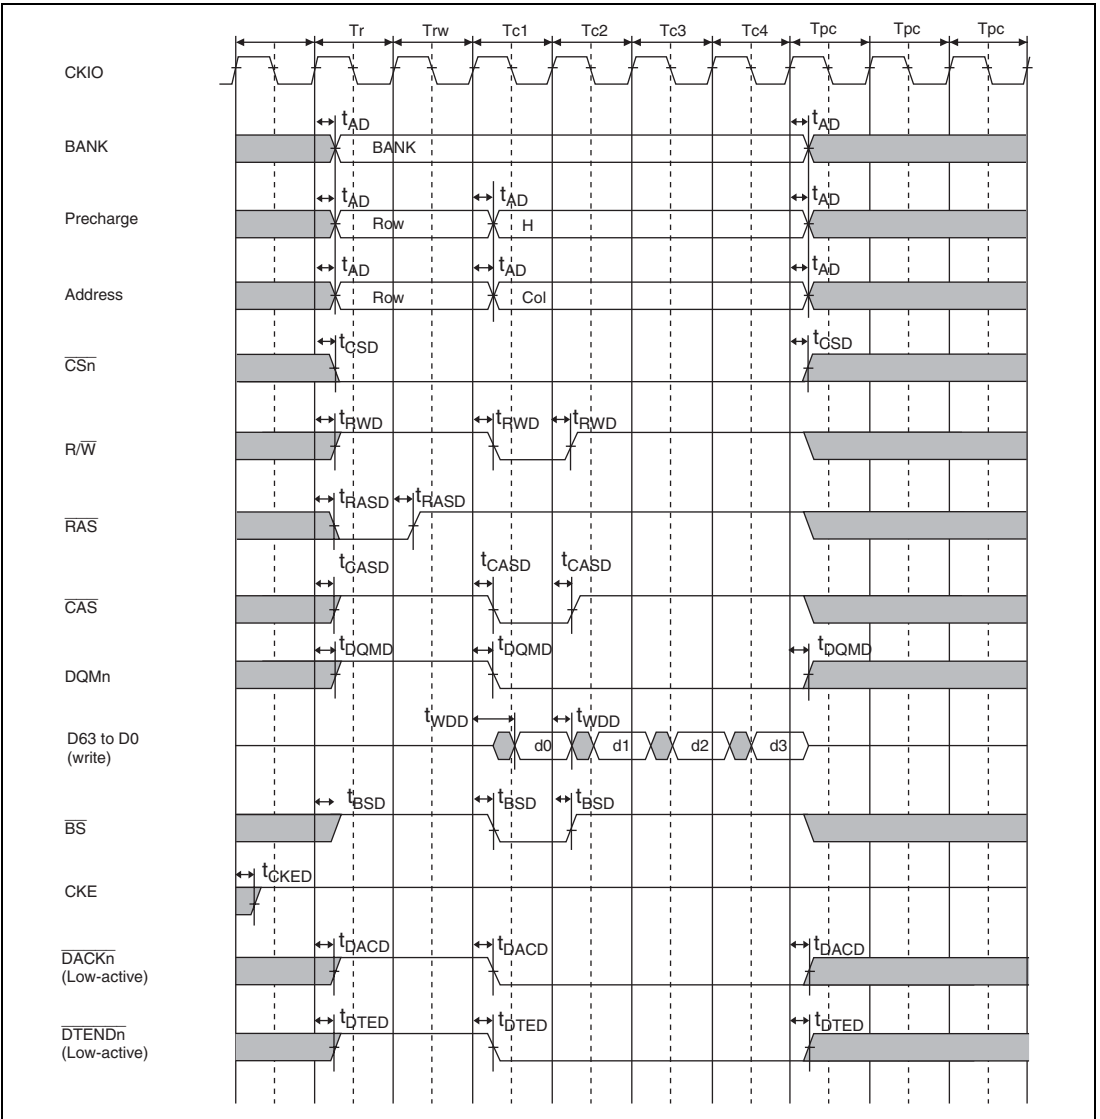 Tr Trw Tc1 Tc2 Tc3 Tc4 Tpc Tpc Tpc
CKIO
tAD tAD
BANK BANK
tAD tAD tAD
Precharge Row H
tAD tAD tAD
Address Row Col
tCSD tCSD
CSn
tRWD tRWD tRWD
R/W
tRASD tRASD
RAS
tCASD tCASD tCASD
CAS
tDQMD tDQMD tDQMD
DQMn
tWDD tWDD
D63 to D0 d0 d1 d2 d3
(write)
tBSD tBSD tBSD
BS
tCKED
CKE
tDACD tDACD tDACD
DACKn
(Low-active)
tDTED tDTED tDTED
DTENDn
(Low-active)